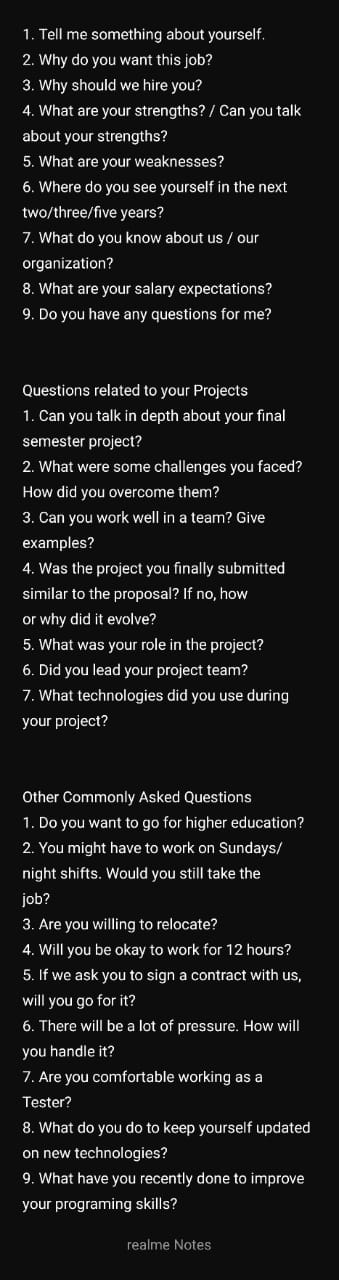 1. Tell me something about yourself.
2. Why do you want this job?
3. Why should we hire you?
4. What are your strengths? / Can you talk
about your strengths?
5. What are your weaknesses?
6. Where do you see yourself in the next
two/three/five years?
7. What do you know about us / our
organization?
8. What are your salary expectations?
9. Do you have any questions for me?
Questions related to your Projects
1. Can you talk in depth about your final
semester project?
2. What were some challenges you faced?
How did you overcome them?
3. Can you work well in a team? Give
examples?
4. Was the project you finally submitted
similar to the proposal? If no, how
or why did it evolve?
5. What was your role in the project?
6. Did you lead your project team?
7. What technologies did you use during
your project?
Other Commonly Asked Questions
1. Do you want to go for higher education?
2. You might have to work on Sundays/
night shifts. Would you still take the
job?
3. Are you willing to relocate?
4. Will you be okay to work for 12 hours?
5. If we ask you to sign a contract with us,
will you go for it?
6. There will be a lot of pressure. How will
you handle it?
7. Are you comfortable working as a
Tester?
8. What do you do to keep yourself updated
on new technologies?
9. What have you recently done to improve
your programing skills?
realme Notes